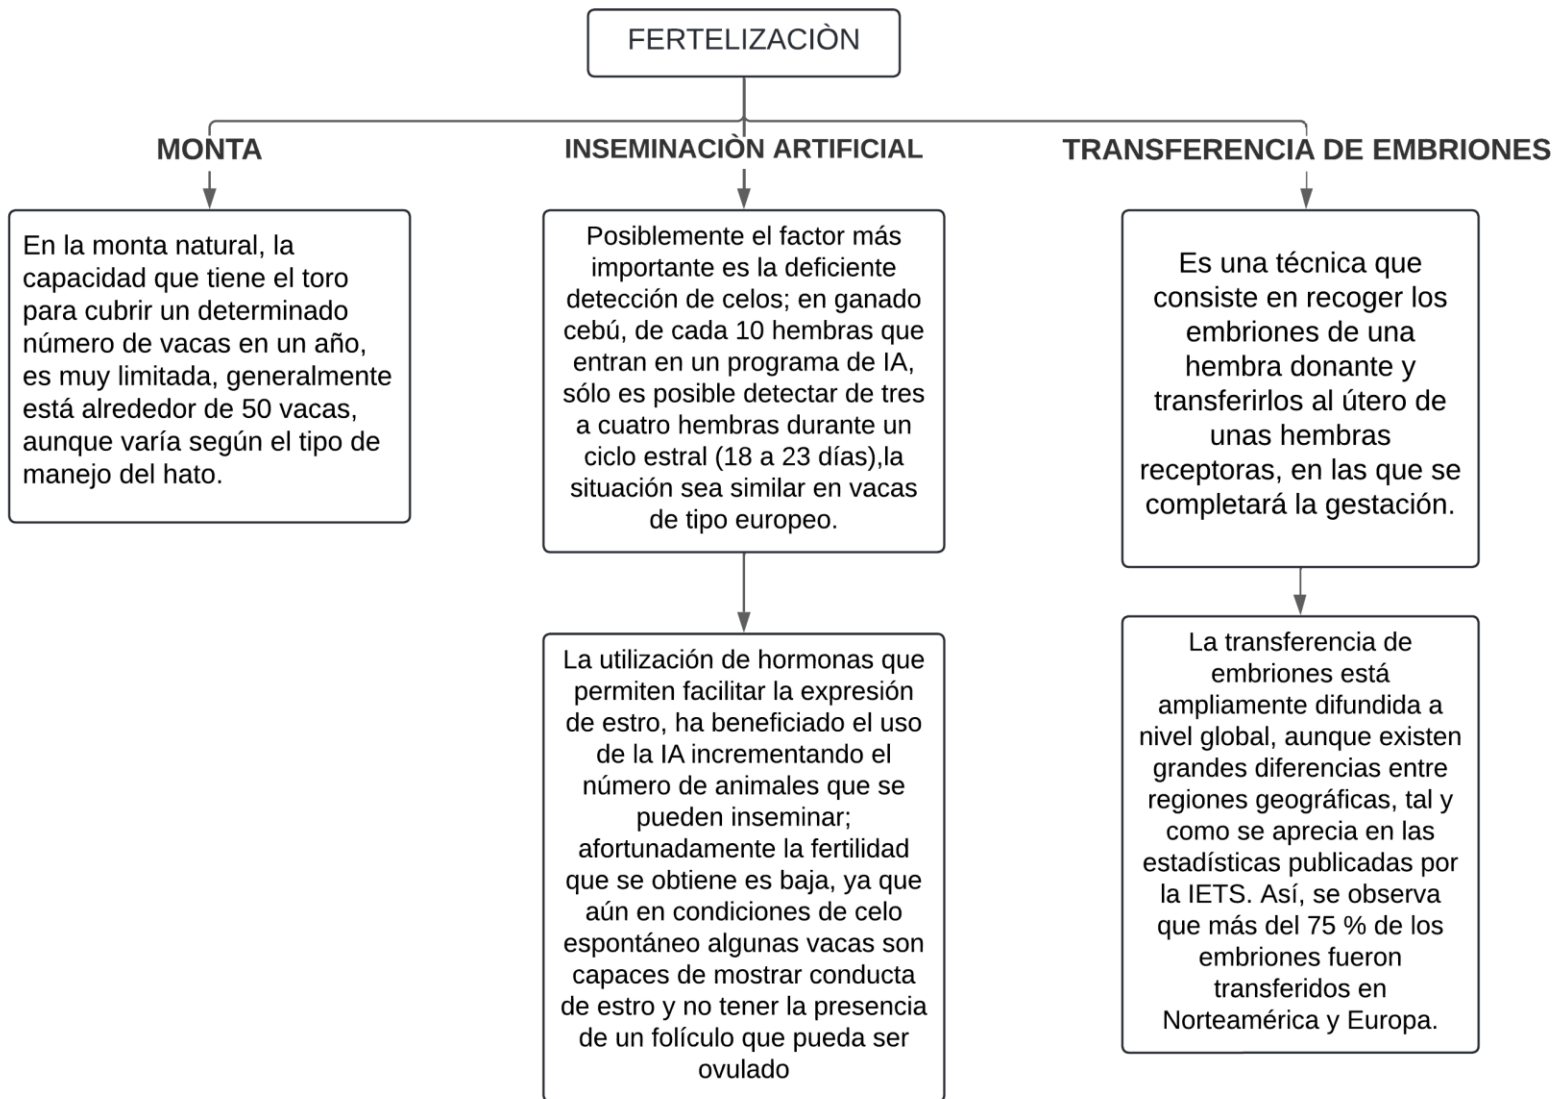 FERTELIZACIÒN
MONTA
En la monta natural, la
capacidad que tiene el toro
para cubrir un determinado
número de vacas en un año,
es muy limitada, generalmente
está alrededor de 50 vacas,
aunque varía según el tipo de
manejo del hato.
INSEMINACIÒN ARTIFICIAL
Posiblemente el factor más
importante es la deficiente
detección de celos; en ganado
cebú, de cada 10 hembras que
entran en un programa de IA,
sólo es posible detectar de tres
a cuatro hembras durante un
ciclo estral (18 a 23 días),la
situación sea similar en vacas
de tipo europeo.
La utilización de hormonas que
permiten facilitar la expresión
de estro, ha beneficiado el uso
de la IA incrementando el
número de animales que se
pueden inseminar;
afortunadamente la fertilidad
que se obtiene es baja, ya que
aún en condiciones de celo
espontáneo algunas vacas son
capaces de mostrar conducta
de estro y no tener la presencia
de un folículo que pueda ser
ovulado
TRANSFERENCIA DE EMBRIONES
Es una técnica que
consiste en recoger los
embriones de una
hembra donante y
transferirlos al útero de
unas hembras
receptoras, en las que se
completará la gestación.
La transferencia de
embriones está
ampliamente difundida a
nivel global, aunque existen
grandes diferencias entre
regiones geográficas, tal y
como se aprecia en las
estadísticas publicadas por
la IETS. Así, se observa
que más del 75 % de los
embriones fueron
transferidos en
Norteamérica y Europa.